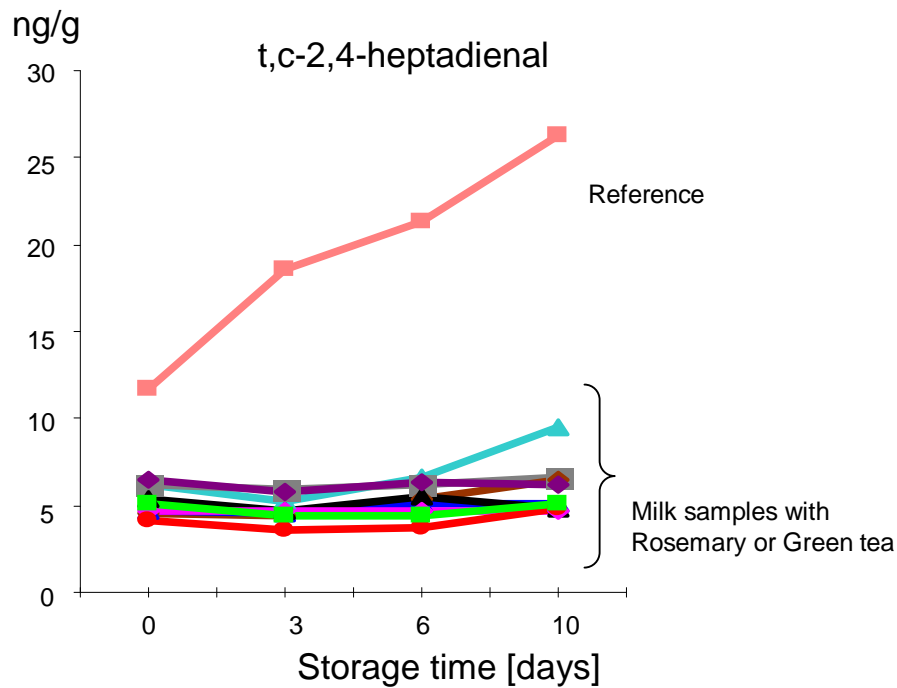 ng/g
t,c-2,4-heptadienal
30
25
20
15
10
5
0
Reference
Milk samples with
Rosemary or Green tea
0 3 6 10
Storage time [days]